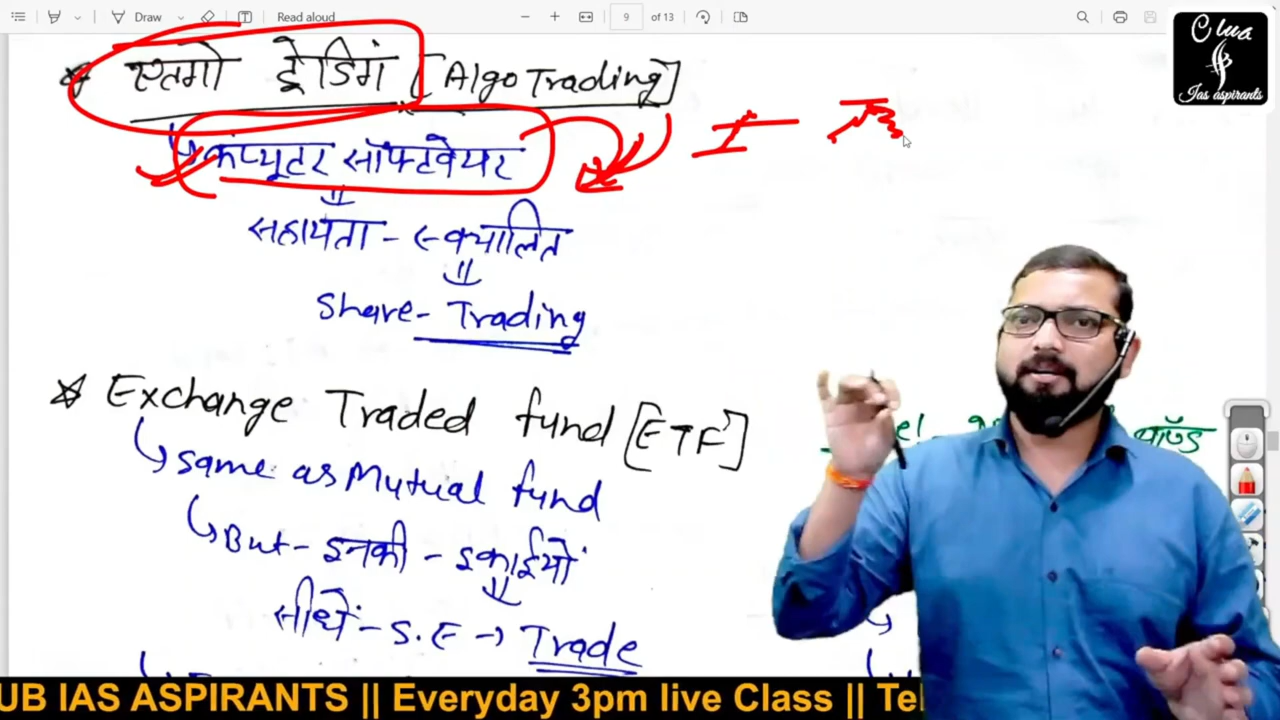 Draw
Read aloud
9 of 13
Club
Ias aspirants
एलगो ट्रेडिंग [Algo Trading]
कंप्यूटर सॉफ्टवेयर
सहायता - स्वचालित
Share - Trading
Exchange Traded fund [ETF]
same as Mutual fund
But - इनकी - इकाईयों
सीधे - S.E → Trade
UB IAS ASPIRANTS || Everyday 3pm live Class || Tel